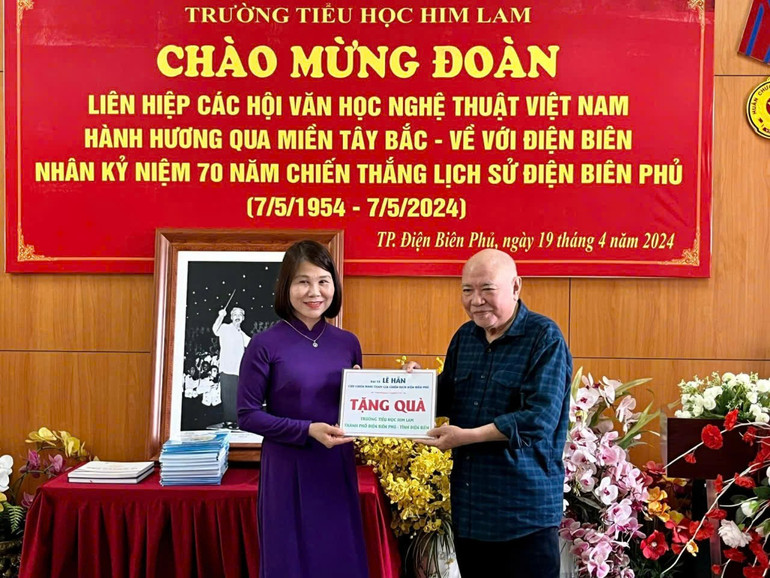 TRƯỜNG TIỂU HỌC HIM LAM
CHÀO MỪNG ĐOÀN
LIÊN HIỆP CÁC HỘI VĂN HỌC NGHỆ THUẬT VIỆT NAM
HÀNH HƯƠNG QUA MIỀN TÂY BẮC - VỀ VỚI ĐIỆN BIÊN
NHÂN KỶ NIỆM 70 NĂM CHIẾN THẮNG LỊCH SỬ ĐIỆN BIÊN PHỦ
(7/5/1954 - 7/5/2024)
TP. Điện Biên Phủ, ngày 19 tháng 4 năm 2024
HUÂN CHƯƠNG
LÊ HÂN
TẶNG QUÀ
TRƯỜNG TIỂU HỌC HIM LAM
THÀNH PHỐ ĐIỆN BIÊN PHỦ - TỈNH ĐIỆN BIÊN